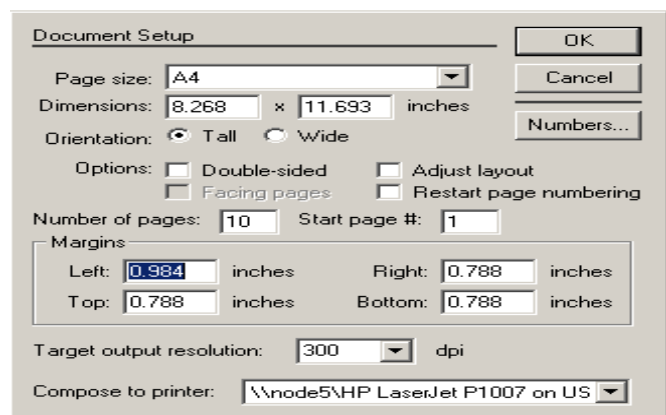 Document Setup
OK
Page size: A4
Cancel
Dimensions: 8.268 x 11.693 inches
Numbers...
Orientation: Tall Wide
Options: Double-sided Adjust layout
Facing pages Restart page numbering
Number of pages: 10 Start page #: 1
Margins
Left: 0.984 inches Right: 0.788 inches
Top: 0.788 inches Bottom: 0.788 inches
Target output resolution: 300 dpi
Compose to printer: \\node5\HP LaserJet P1007 on US